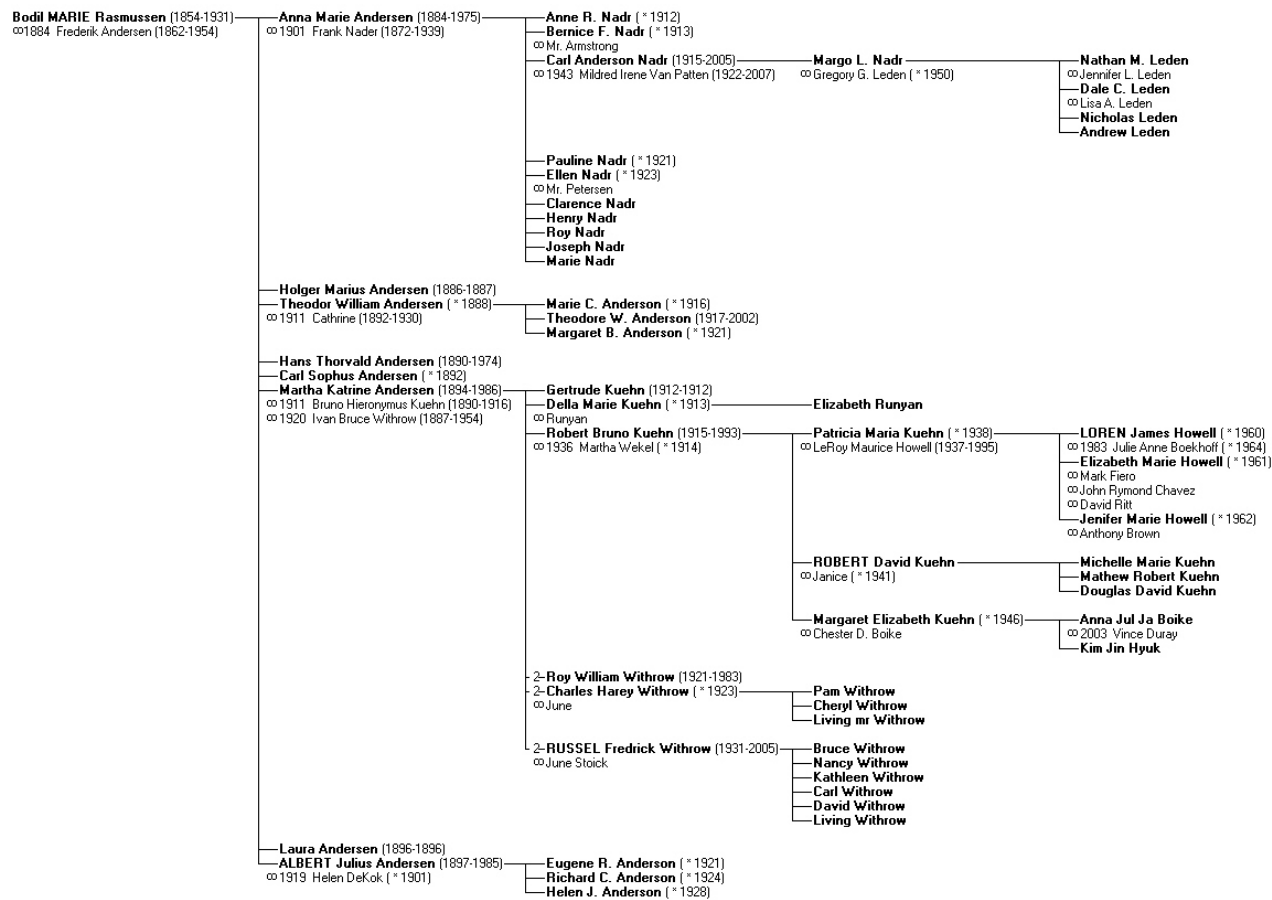 Bodil MARIE Rasmussen (1854-1931)
∞1884 Frederik Andersen (1862-1954)
Anna Marie Andersen (1884-1975)
∞1901 Frank Nader (1872-1939)
Anne R. Nadr ( * 1912)
Bernice F. Nadr ( * 1913)
∞Mr. Armstrong
Carl Anderson Nadr (1915-2005)
∞1943 Mildred Irene Van Patten (1922-2007)
Margo L. Nadr
∞Gregory G. Leden ( * 1950)
Nathan M. Leden
∞Jennifer L. Leden
Dale C. Leden
∞Lisa A. Leden
Nicholas Leden
Andrew Leden
Pauline Nadr ( * 1921)
Ellen Nadr ( * 1923)
∞Mr. Petersen
Clarence Nadr
Henry Nadr
Roy Nadr
Joseph Nadr
Marie Nadr
Holger Marius Andersen (1886-1887)
Theodor William Andersen ( * 1888)
∞1911 Cathrine (1892-1930)
Marie C. Anderson ( * 1916)
Theodore W. Anderson (1917-2002)
Margaret B. Anderson ( * 1921)
Hans Thorvald Andersen (1890-1974)
Carl Sophus Andersen ( * 1892)
Martha Katrine Andersen (1894-1986)
∞1911 Bruno Hieronymus Kuehn (1890-1916)
∞1920 Ivan Bruce Withrow (1887-1954)
Gertrude Kuehn (1912-1912)
Della Marie Kuehn ( * 1913)
∞Runyan
Elizabeth Runyan
Robert Bruno Kuehn (1915-1993)
∞1936 Martha Wekel ( * 1914)
Patricia Maria Kuehn ( * 1938)
∞LeRoy Maurice Howell (1937-1995)
LOREN James Howell ( * 1960)
∞1983 Julie Anne Boekhoff ( * 1964)
Elizabeth Marie Howell ( * 1961)
∞Mark Fiero
∞John Rymond Chavez
∞David Ritt
Jenifer Marie Howell ( * 1962)
∞Anthony Brown
ROBERT David Kuehn
∞Janice ( * 1941)
Michelle Marie Kuehn
Mathew Robert Kuehn
Douglas David Kuehn
Margaret Elizabeth Kuehn ( * 1946)
∞Chester D. Boike
Anna Jul Ja Boike
∞2003 Vince Duray
Kim Jin Hyuk
2-Roy William Withrow (1921-1983)
2-Charles Harey Withrow ( * 1923)
∞June
Pam Withrow
Cheryl Withrow
Living mr Withrow
2-RUSSEL Fredrick Withrow (1931-2005)
∞June Stoick
Bruce Withrow
Nancy Withrow
Kathleen Withrow
Carl Withrow
David Withrow
Living Withrow
Laura Andersen (1896-1896)
ALBERT Julius Andersen (1897-1985)
∞1919 Helen DeKok ( * 1901)
Eugene R. Anderson ( * 1921)
Richard C. Anderson ( * 1924)
Helen J. Anderson ( * 1928)